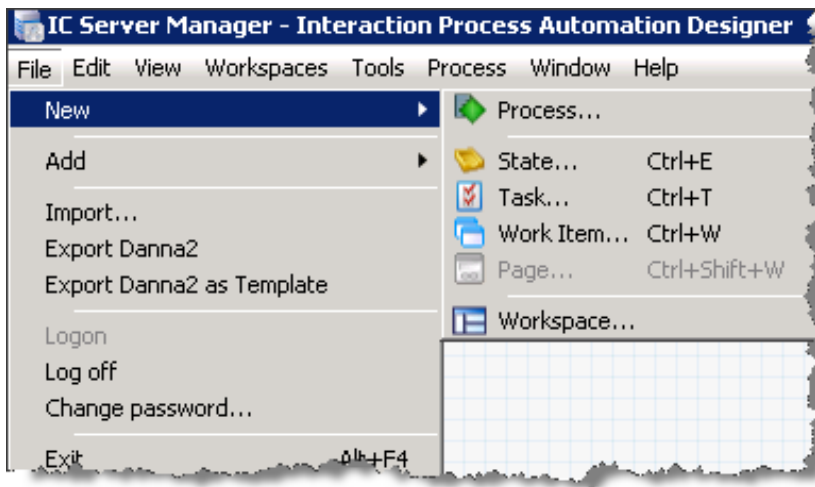 IC Server Manager - Interaction Process Automation Designer
File Edit View Workspaces Tools Process Window Help
New
Add
Import...
Export Danna2
Export Danna2 as Template
Logon
Log off
Change password...
Exit Alt+F4
Process...
State... Ctrl+E
Task... Ctrl+T
Work Item... Ctrl+W
Page... Ctrl+Shift+W
Workspace...